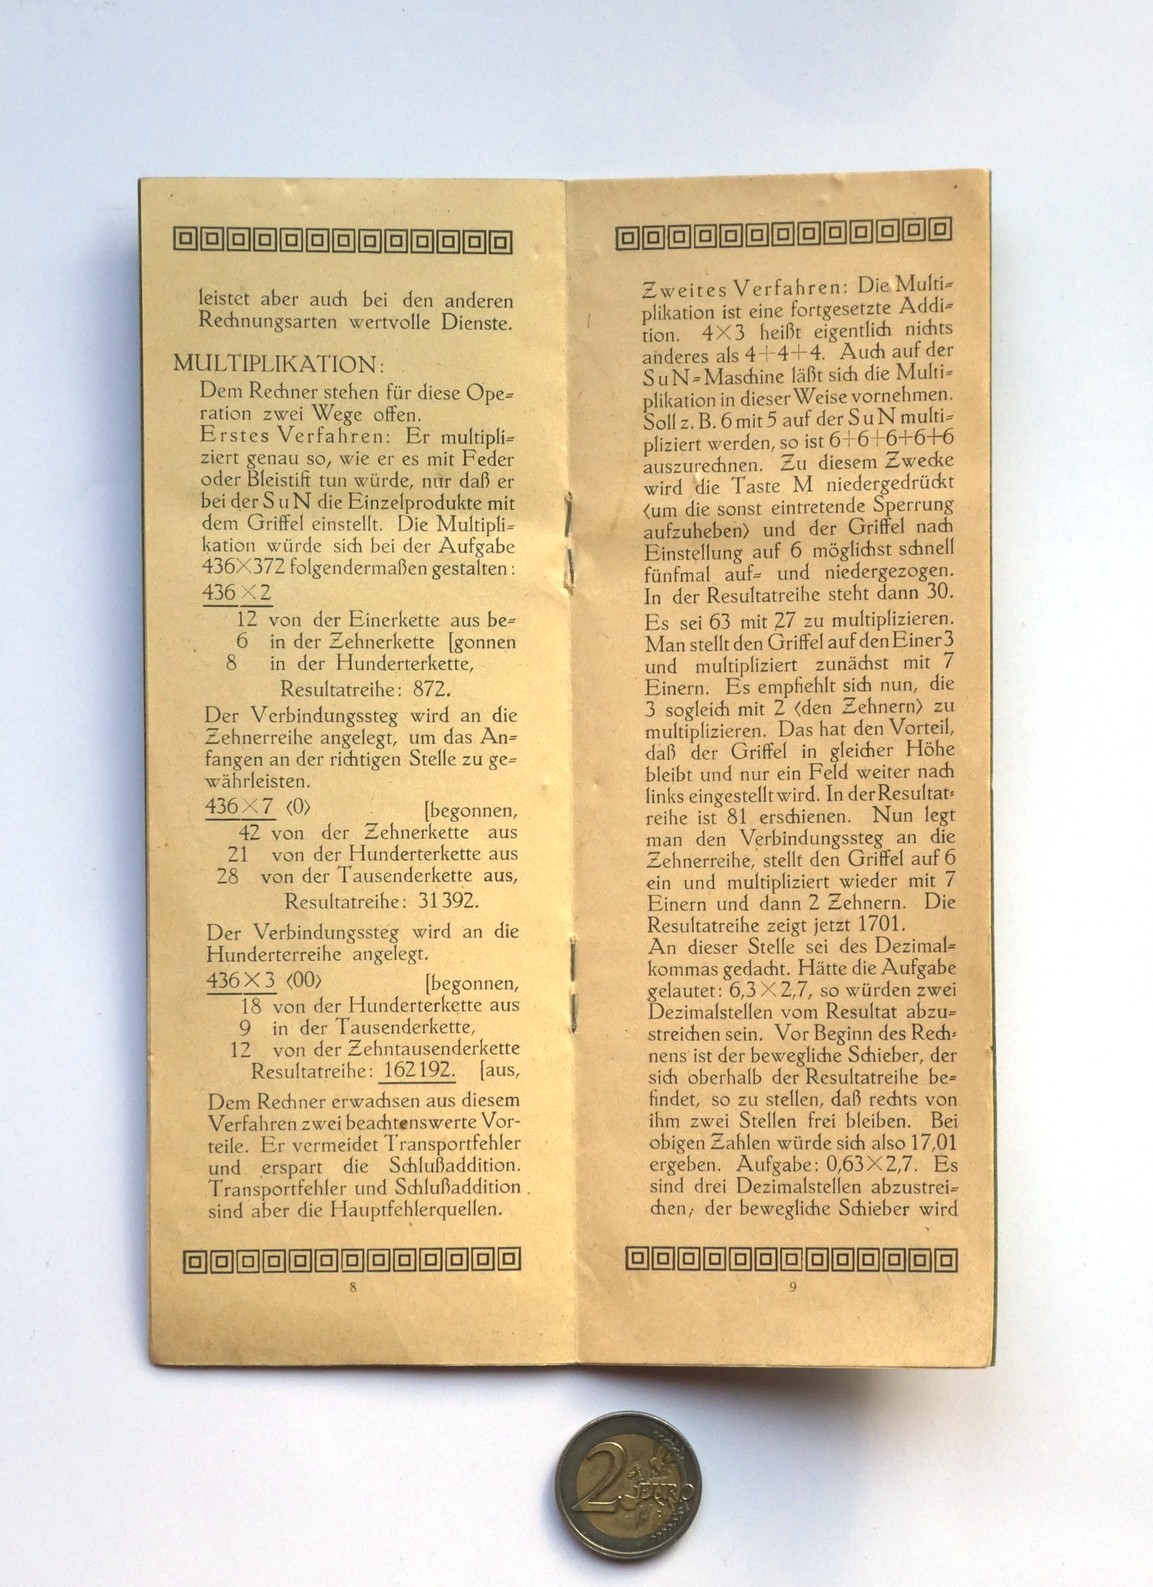 leistet aber auch bei den anderen
Rechnungsarten wertvolle Dienste.
MULTIPLIKATION:
Dem Rechner stehen für diese Ope=
ration zwei Wege offen.
Erstes Verfahren: Er multipli=
ziert genau so, wie er es mit Feder
oder Bleistift tun würde, nur daß er
bei der SuN die Einzelprodukte mit
dem Griffel einstellt. Die Multipli=
kation würde sich bei der Aufgabe
436×372 folgendermaßen gestalten:
436×2
12 von der Einerkette aus be=
6 in der Zehnerkette [gonnen
8 in der Hunderterkette,
Resultatreihe: 872.
Der Verbindungssteg wird an die
Zehnerreihe angelegt, um das An=
fangen an der richtigen Stelle zu ge=
währleisten.
436×7 ⟨0⟩ [begonnen,
42 von der Zehnerkette aus
21 von der Hunderterkette aus
28 von der Tausenderkette aus,
Resultatreihe: 31392.
Der Verbindungssteg wird an die
Hunderterreihe angelegt.
436×3 ⟨00⟩ [begonnen,
18 von der Hunderterkette aus
9 in der Tausenderkette,
12 von der Zehntausenderkette
Resultatreihe: 162192. [aus,
Dem Rechner erwachsen aus diesem
Verfahren zwei beachtenswerte Vor-
teile. Er vermeidet Transportfehler
und erspart die Schlußaddition.
Transportfehler und Schlußaddition
sind aber die Hauptfehlerquellen.
8
Zweites Verfahren: Die Multi=
plikation ist eine fortgesetzte Addi=
tion. 4×3 heißt eigentlich nichts
anderes als 4+4+4. Auch auf der
SuN=Maschine läßt sich die Multi=
plikation in dieser Weise vornehmen.
Soll z. B. 6 mit 5 auf der SuN multi=
pliziert werden, so ist 6+6+6+6+6
auszurechnen. Zu diesem Zwecke
wird die Taste M niedergedrückt
⟨um die sonst eintretende Sperrung
aufzuheben⟩ und der Griffel nach
Einstellung auf 6 möglichst schnell
fünfmal auf= und niedergezogen.
In der Resultatreihe steht dann 30.
Es sei 63 mit 27 zu multiplizieren.
Man stellt den Griffel auf den Einer 3
und multipliziert zunächst mit 7
Einern. Es empfiehlt sich nun, die
3 sogleich mit 2 ⟨den Zehnern⟩ zu
multiplizieren. Das hat den Vorteil,
daß der Griffel in gleicher Höhe
bleibt und nur ein Feld weiter nach
links eingestellt wird. In der Resultat=
reihe ist 81 erschienen. Nun legt
man den Verbindungssteg an die
Zehnerreihe, stellt den Griffel auf 6
ein und multipliziert wieder mit 7
Einern und dann 2 Zehnern. Die
Resultatreihe zeigt jetzt 1701.
An dieser Stelle sei des Dezimal=
kommas gedacht. Hätte die Aufgabe
gelautet: 6,3×2,7, so würden zwei
Dezimalstellen vom Resultat abzu=
streichen sein. Vor Beginn des Rech=
nens ist der bewegliche Schieber, der
sich oberhalb der Resultatreihe be=
findet, so zu stellen, daß rechts von
ihm zwei Stellen frei bleiben. Bei
obigen Zahlen würde sich also 17,01
ergeben. Aufgabe: 0,63×2,7. Es
sind drei Dezimalstellen abzustrei=
chen; der bewegliche Schieber wird
9
2 EURO